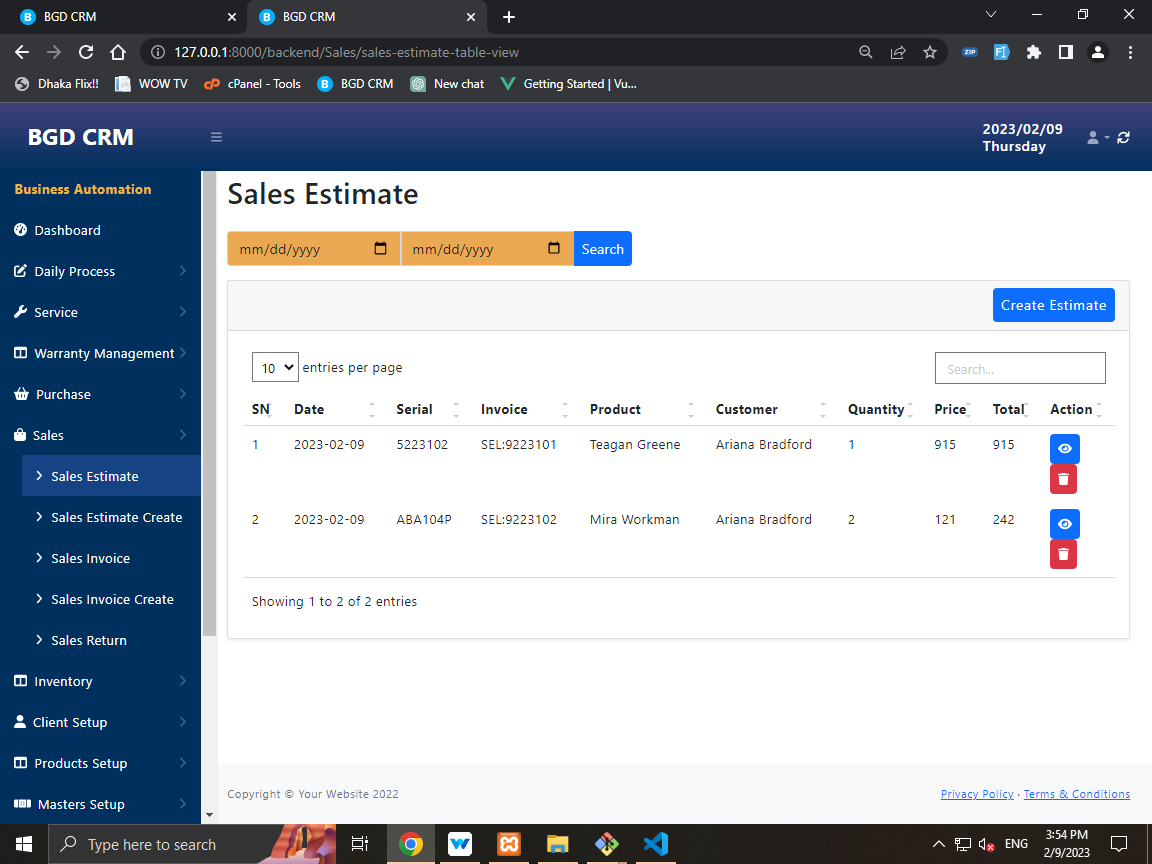 BGD CRM
BGD CRM
127.0.0.1:8000/backend/Sales/sales-estimate-table-view
ZIP
Dhaka Flix!!
WOW TV
cPanel - Tools
BGD CRM
New chat
Getting Started | Vu...
BGD CRM
2023/02/09
Thursday
Business Automation
Dashboard
Daily Process
Service
Warranty Management
Purchase
Sales
Sales Estimate
Sales Estimate Create
Sales Invoice
Sales Invoice Create
Sales Return
Inventory
Client Setup
Products Setup
Masters Setup
Sales Estimate
mm/dd/yyyy mm/dd/yyyy Search
Create Estimate
10 entries per page Search...
SN Date Serial Invoice Product Customer Quantity Price Total Action
1 2023-02-09 5223102 SEL:9223101 Teagan Greene Ariana Bradford 1 915 915
2 2023-02-09 ABA104P SEL:9223102 Mira Workman Ariana Bradford 2 121 242
Showing 1 to 2 of 2 entries
Copyright © Your Website 2022 Privacy Policy · Terms & Conditions
Type here to search
ENG
3:54 PM
2/9/2023